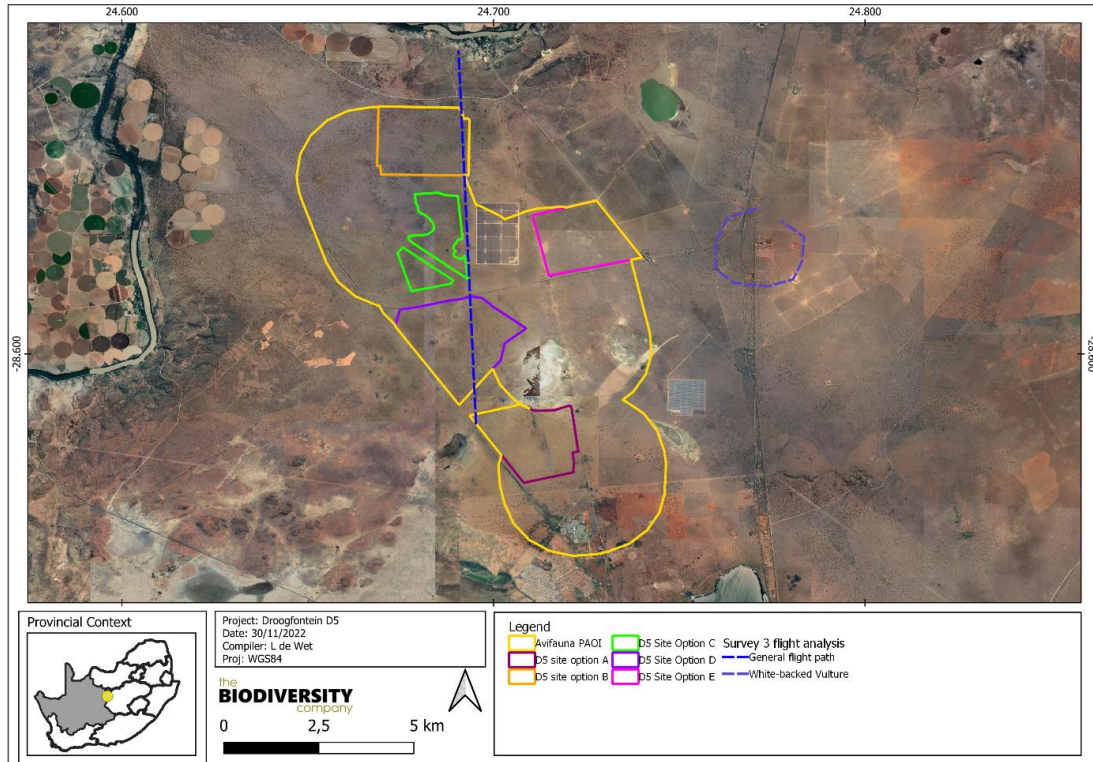 24.600 24.700 24.800
-28.600 -28.600
Provincial Context
Project: Droogfontein D5
Date: 30/11/2022
Compiler: L de Wet
Proj: WGS84
the
BIODIVERSITY
company
0 2,5 5 km
Legend
Avifauna PAOI
D5 site option A
D5 site option B
D5 Site Option C
D5 Site Option D
D5 Site Option E
Survey 3 flight analysis
General flight path
White-backed Vulture